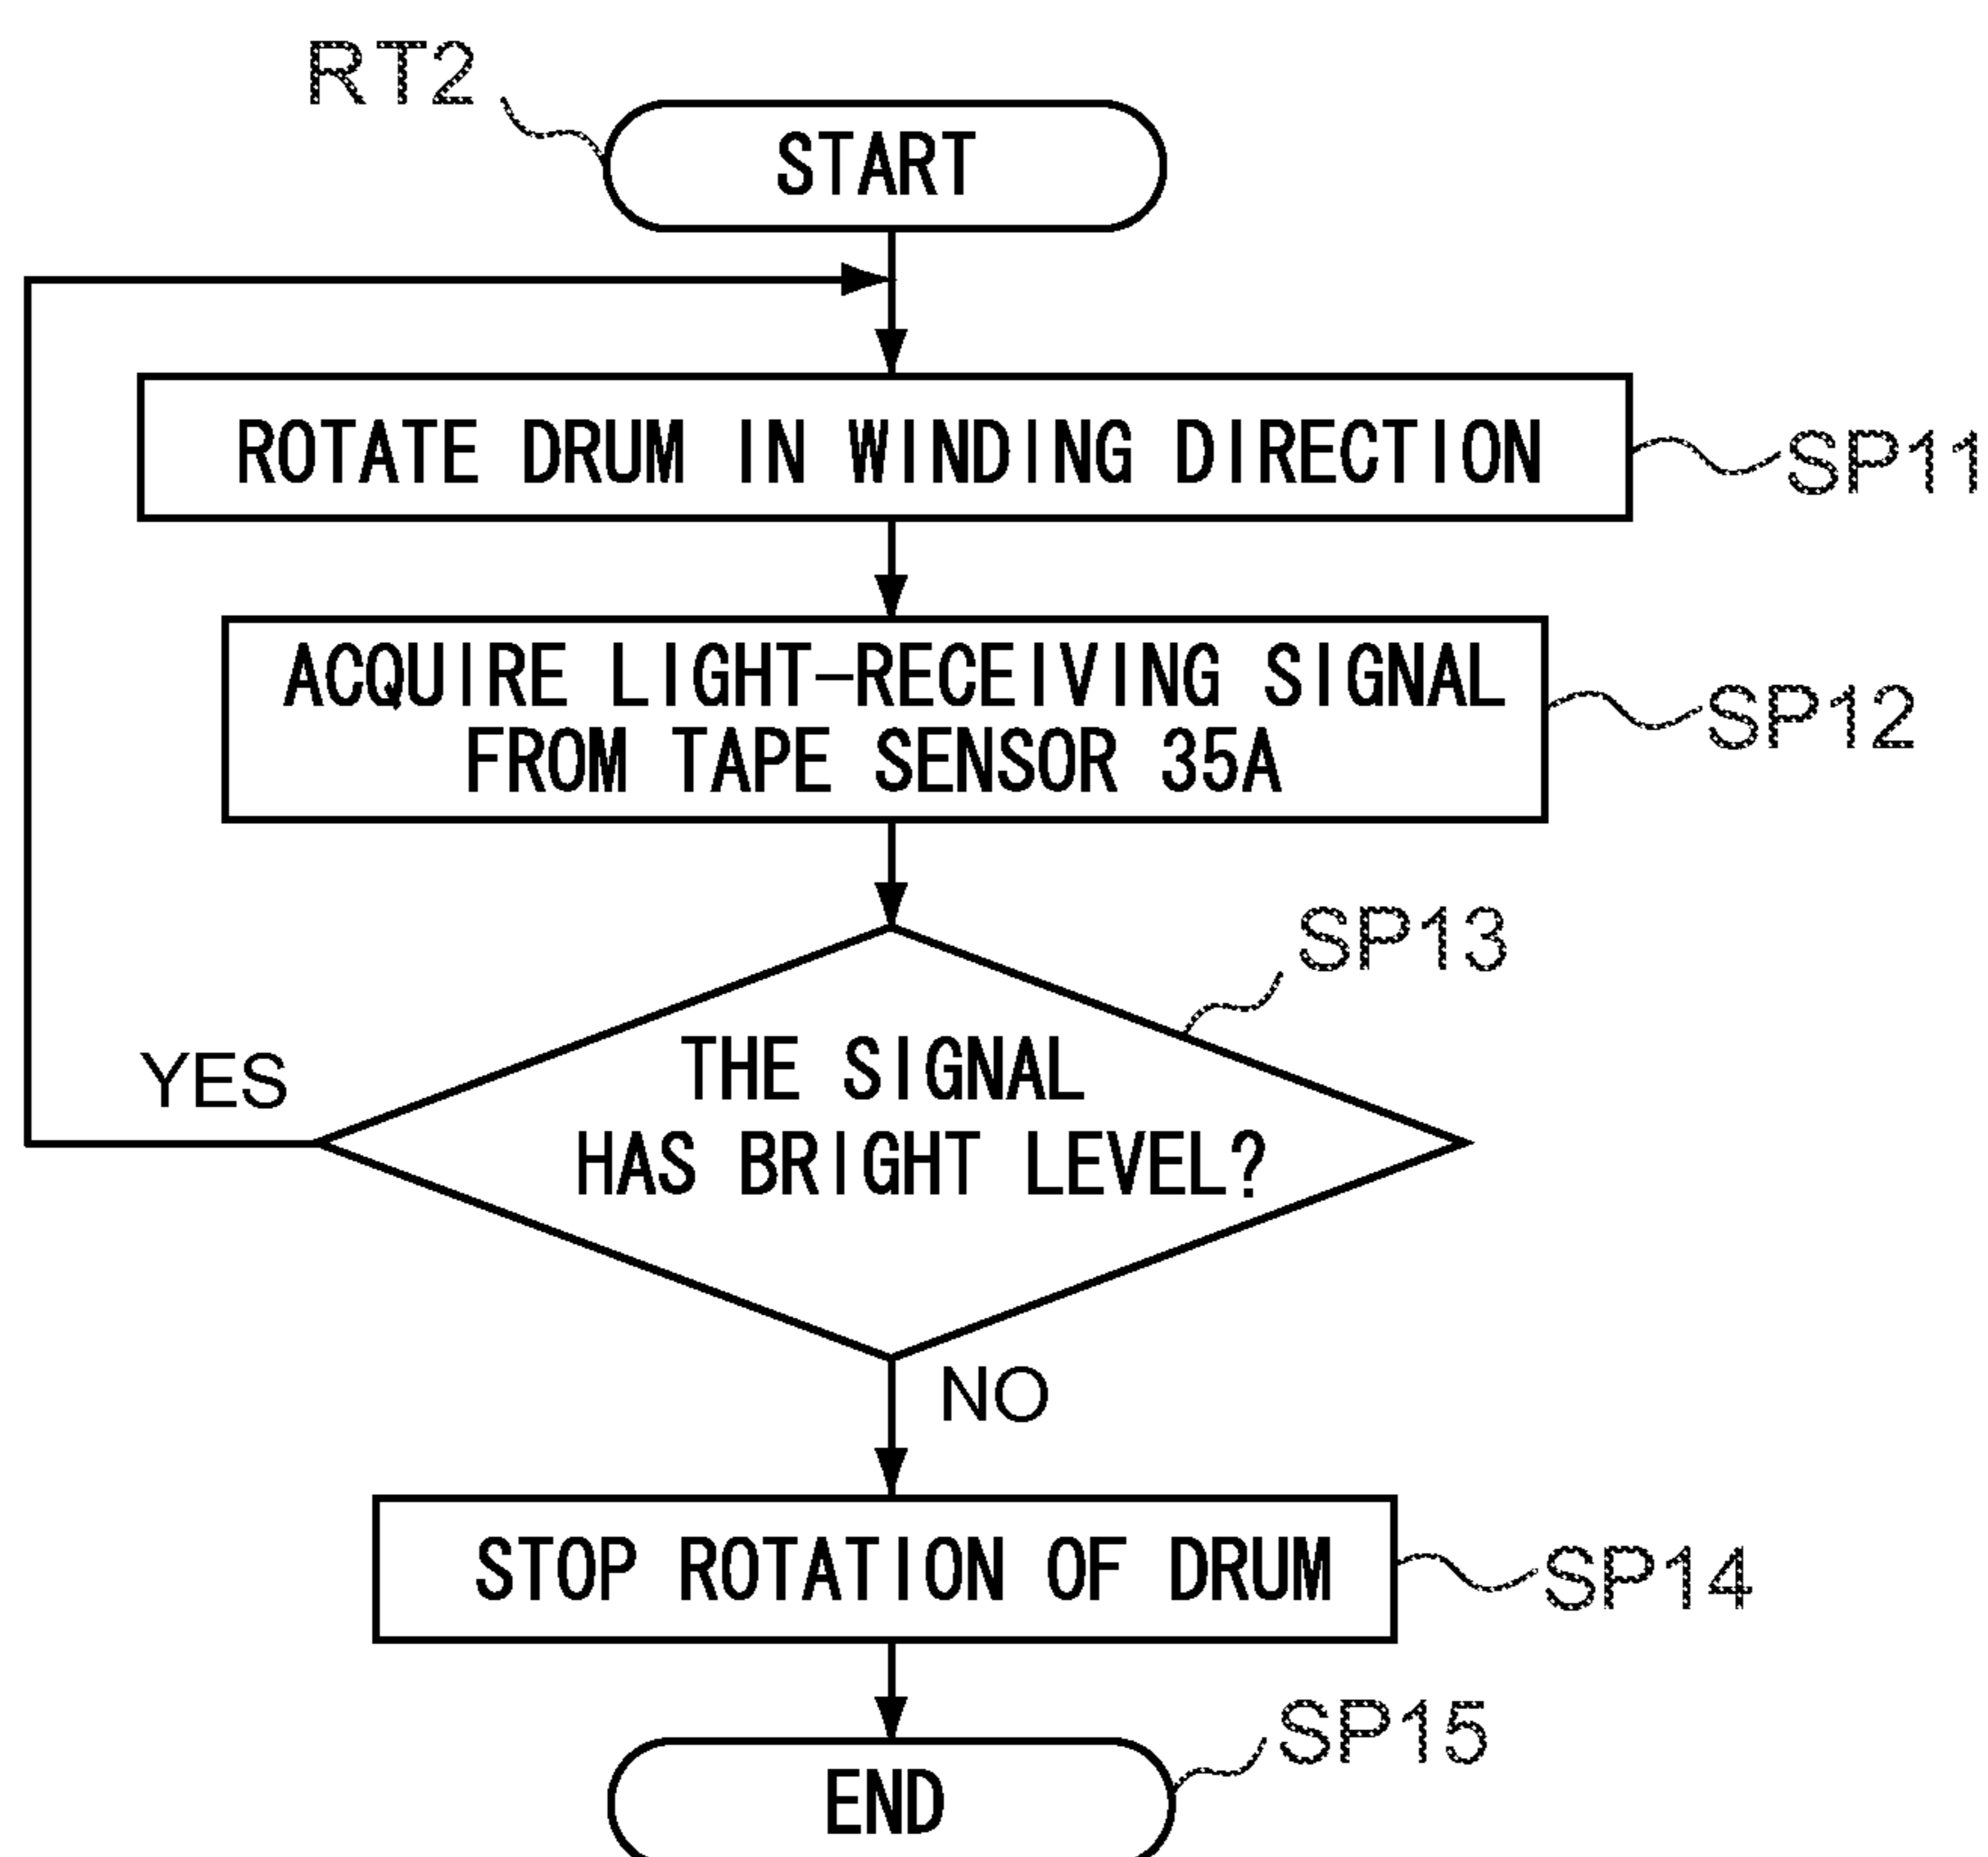 RT2
START
ROTATE DRUM IN WINDING DIRECTION
SP11
ACQUIRE LIGHT-RECEIVING SIGNAL
FROM TAPE SENSOR 35A
SP12
SP13
THE SIGNAL
HAS BRIGHT LEVEL?
YES
NO
STOP ROTATION OF DRUM
SP14
SP15
END